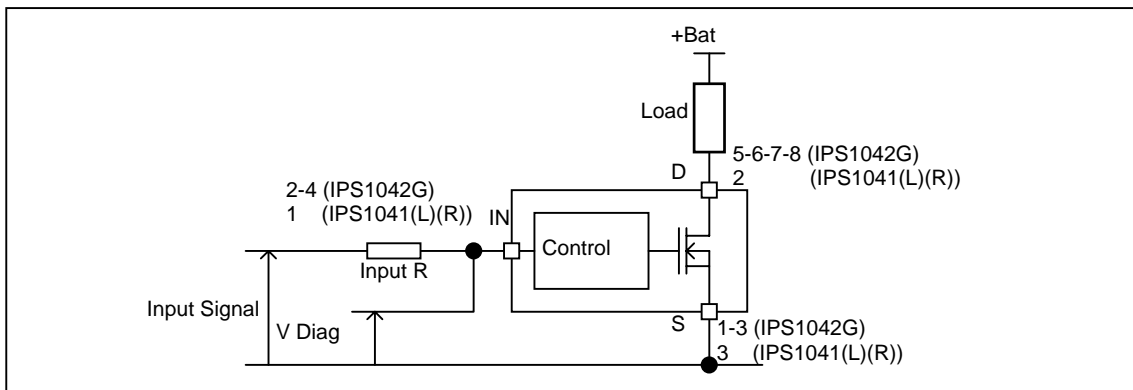 +Bat
Load
D
5-6-7-8 (IPS1042G)
2 (IPS1041(L)(R))
2-4 (IPS1042G)
1 (IPS1041(L)(R))
IN
Control
Input R
Input Signal
V Diag
S
1-3 (IPS1042G)
3 (IPS1041(L)(R))